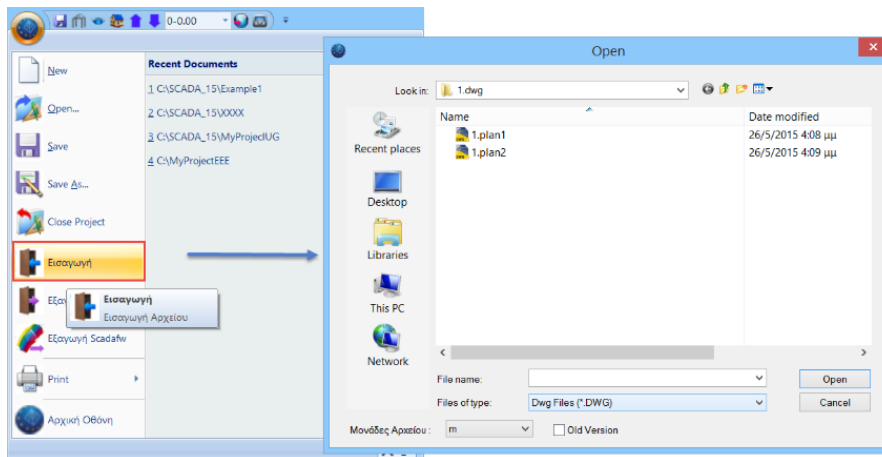 0-0.00
New
Open...
Save
Save As...
Close Project
Εισαγωγή
Εξα
Εξαγωγή Scadafw
Print
Αρχική Οθόνη
Recent Documents
1 C:\SCADA_15\Example1
2 C:\SCADA_15\XXXX
3 C:\SCADA_15\MyProjectUG
4 C:\MyProjectEEE
Εισαγωγή
Εισαγωγή Αρχείου
Open
Look in:
1.dwg
Recent places
Desktop
Libraries
This PC
Network
Name Date modified
1.plan1 26/5/2015 4:08 μμ
1.plan2 26/5/2015 4:09 μμ
File name:
Open
Files of type:
Dwg Files (*.DWG)
Cancel
Μονάδες Αρχείου :
m
Old Version